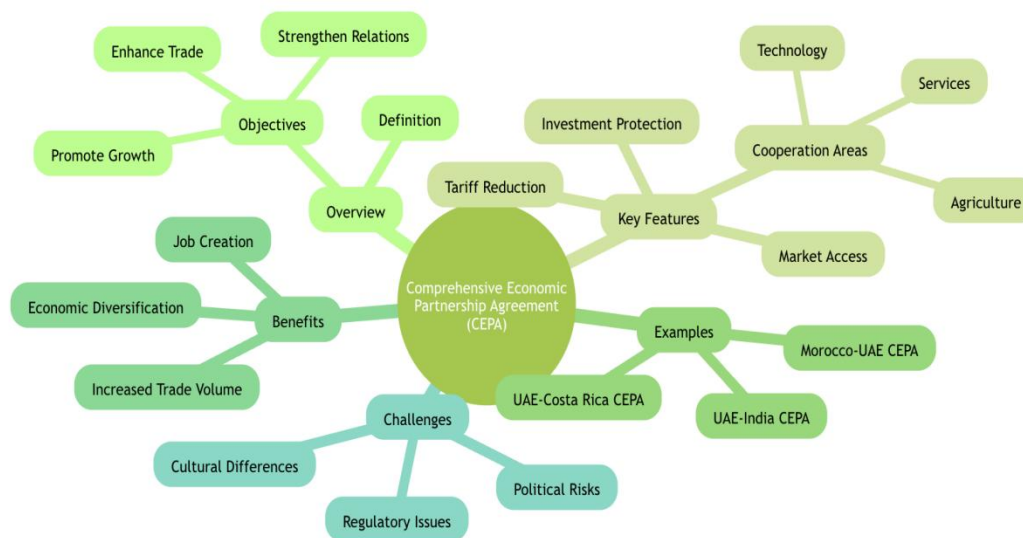 Strengthen Relations
Enhance Trade
Technology
Services
Objectives
Definition
Investment Protection
Promote Growth
Cooperation Areas
Tariff Reduction
Agriculture
Overview
Key Features
Job Creation
Market Access
Comprehensive Economic
Partnership Agreement
(CEPA)
Economic Diversification
Benefits
Examples
Morocco-UAE CEPA
Increased Trade Volume
UAE-Costa Rica CEPA
Challenges
UAE-India CEPA
Cultural Differences
Political Risks
Regulatory Issues